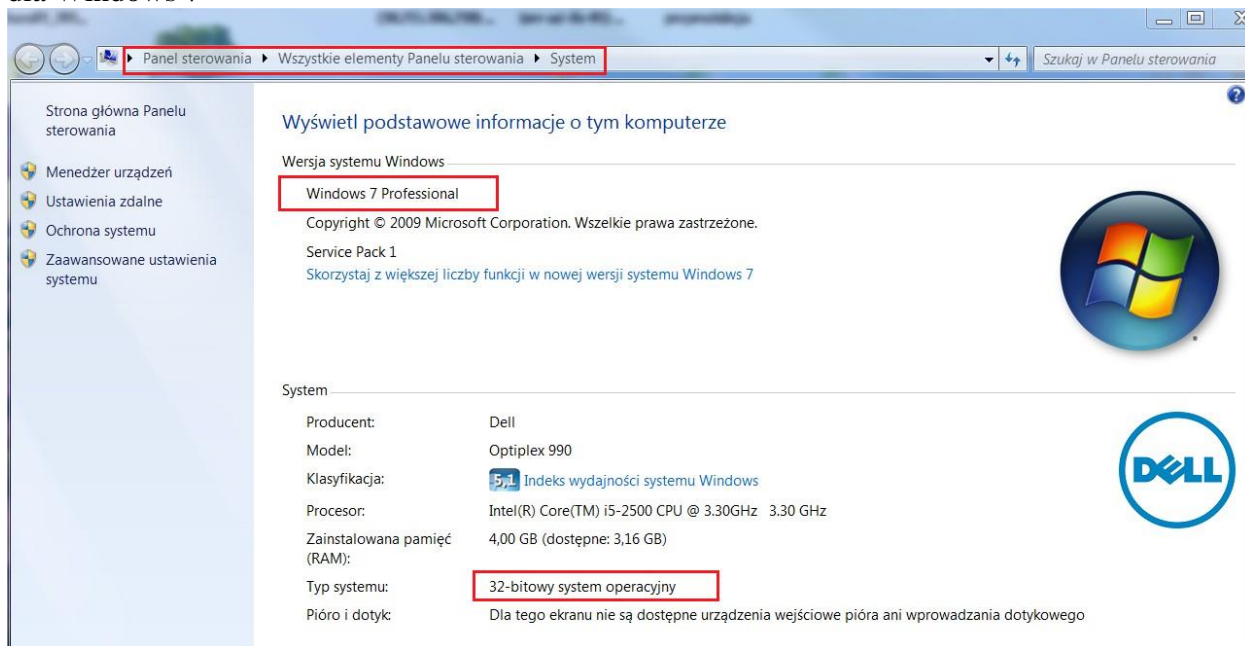 dla Windows :
Panel sterowania ▸ Wszystkie elementy Panelu sterowania ▸ System
Szukaj w Panelu sterowania
Strona główna Panelu
sterowania
Menedżer urządzeń
Ustawienia zdalne
Ochrona systemu
Zaawansowane ustawienia
systemu
Wyświetl podstawowe informacje o tym komputerze
Wersja systemu Windows
Windows 7 Professional
Copyright © 2009 Microsoft Corporation. Wszelkie prawa zastrzeżone.
Service Pack 1
Skorzystaj z większej liczby funkcji w nowej wersji systemu Windows 7
System
Producent: Dell
Model: Optiplex 990
Klasyfikacja: 5,1 Indeks wydajności systemu Windows
Procesor: Intel(R) Core(TM) i5-2500 CPU @ 3.30GHz 3.30 GHz
Zainstalowana pamięć 4,00 GB (dostępne: 3,16 GB)
(RAM):
Typ systemu: 32-bitowy system operacyjny
Pióro i dotyk: Dla tego ekranu nie są dostępne urządzenia wejściowe pióra ani wprowadzania dotykowego
DELL